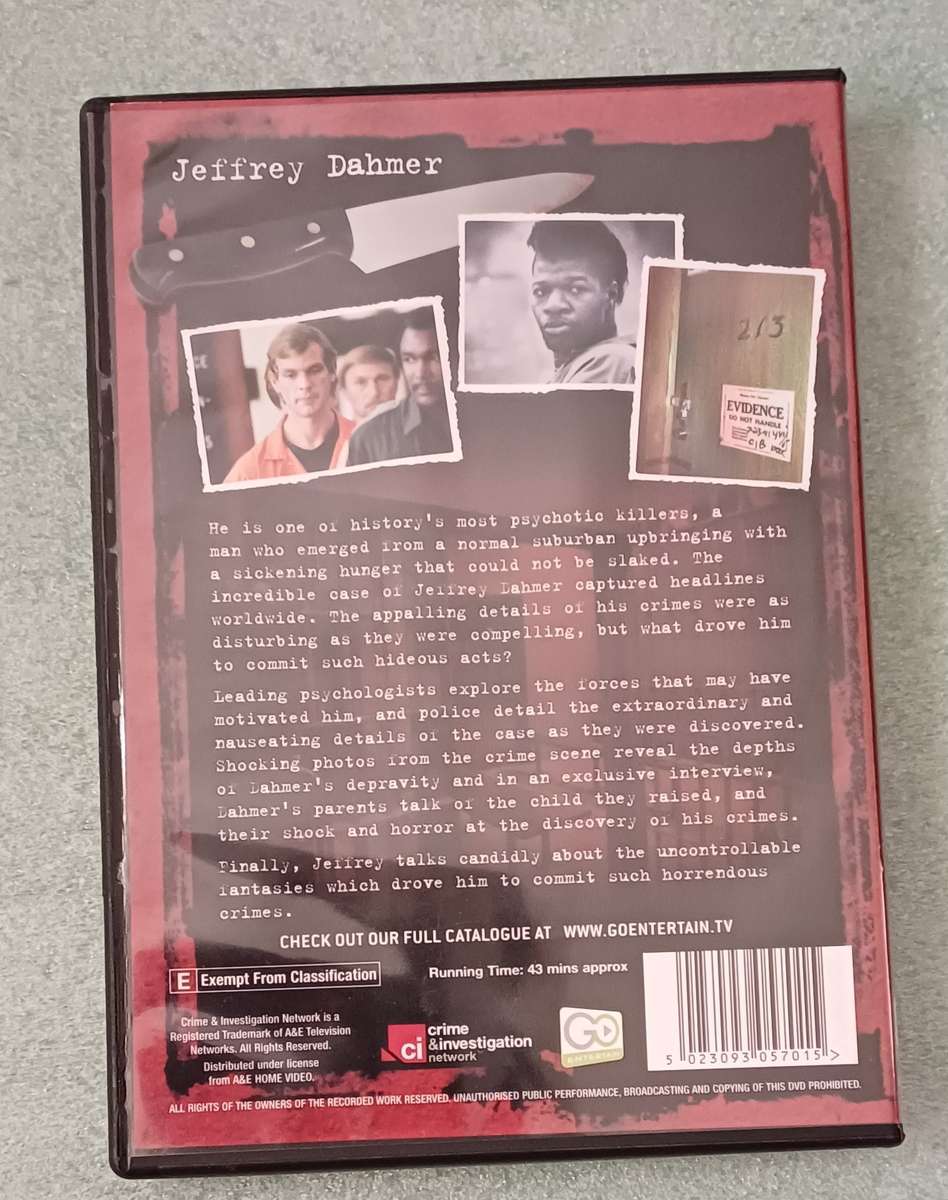 Jeffrey Dahmer
213
EVIDENCE
DO NOT HANDLE
CIB
He is one of history's most psychotic killers, a
man who emerged from a normal suburban upbringing with
a sickening hunger that could not be slaked. The
incredible case of Jeffrey Dahmer captured headlines
worldwide. The appalling details of his crimes were as
disturbing as they were compelling, but what drove him
to commit such hideous acts?
Leading psychologists explore the forces that may have
motivated him, and police detail the extraordinary and
nauseating details of the case as they were discovered.
Shocking photos from the crime scene reveal the depths
of Dahmer's depravity and in an exclusive interview,
Dahmer's parents talk of the child they raised, and
their shock and horror at the discovery of his crimes.
Finally, Jeffrey talks candidly about the uncontrollable
fantasies which drove him to commit such horrendous
crimes.
CHECK OUT OUR FULL CATALOGUE AT WWW.GOENTERTAIN.TV
E Exempt From Classification
Running Time: 43 mins approx
Crime & Investigation Network is a
Registered Trademark of A&E Television
Networks. All Rights Reserved.
Distributed under license
from A&E HOME VIDEO.
ci crime
&investigation
network
GO
ENTERTAIN
5 023093 057015 >
ALL RIGHTS OF THE OWNERS OF THE RECORDED WORK RESERVED. UNAUTHORISED PUBLIC PERFORMANCE, BROADCASTING AND COPYING OF THIS DVD PROHIBITED.